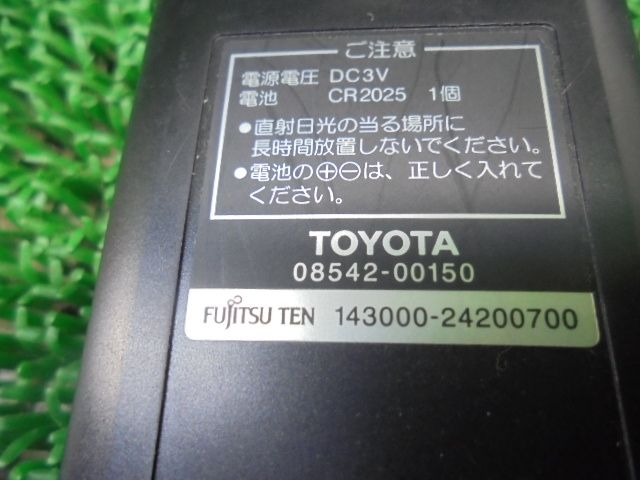 ご注意
電源電圧 DC3V
電池 CR2025 1個
●直射日光の当る場所に
長時間放置しないでください。
●電池の⊕⊖は、正しく入れて
ください。
TOYOTA
08542-00150
FUJITSU TEN 143000-24200700